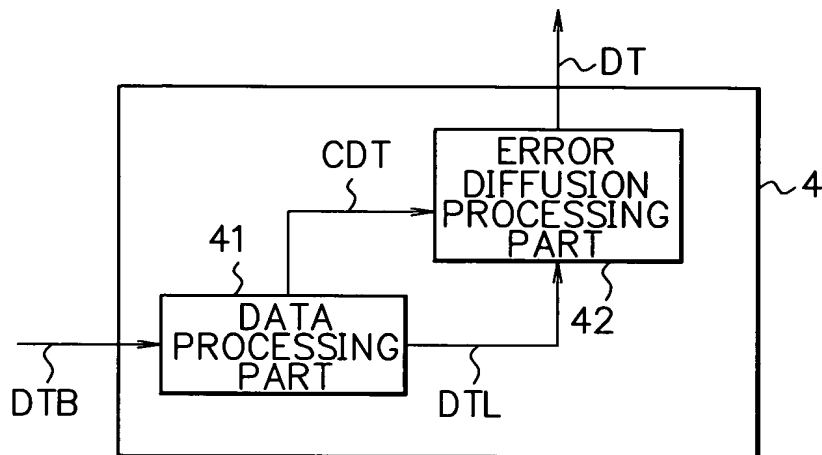 DT
ERROR
DIFFUSION
PROCESSING
PART
CDT
4
41
42
DATA
PROCESSING
PART
DTB
DTL